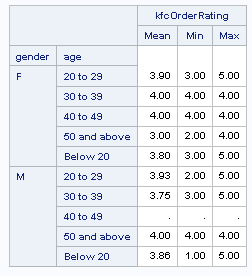 kfcOrderRating
Mean Min Max
gender age
F 20 to 29 3.90 3.00 5.00
30 to 39 4.00 4.00 4.00
40 to 49 4.00 4.00 4.00
50 and above 3.00 2.00 4.00
Below 20 3.80 3.00 5.00
M 20 to 29 3.93 2.00 5.00
30 to 39 3.75 3.00 5.00
40 to 49 . . .
50 and above 4.00 4.00 4.00
Below 20 3.86 1.00 5.00